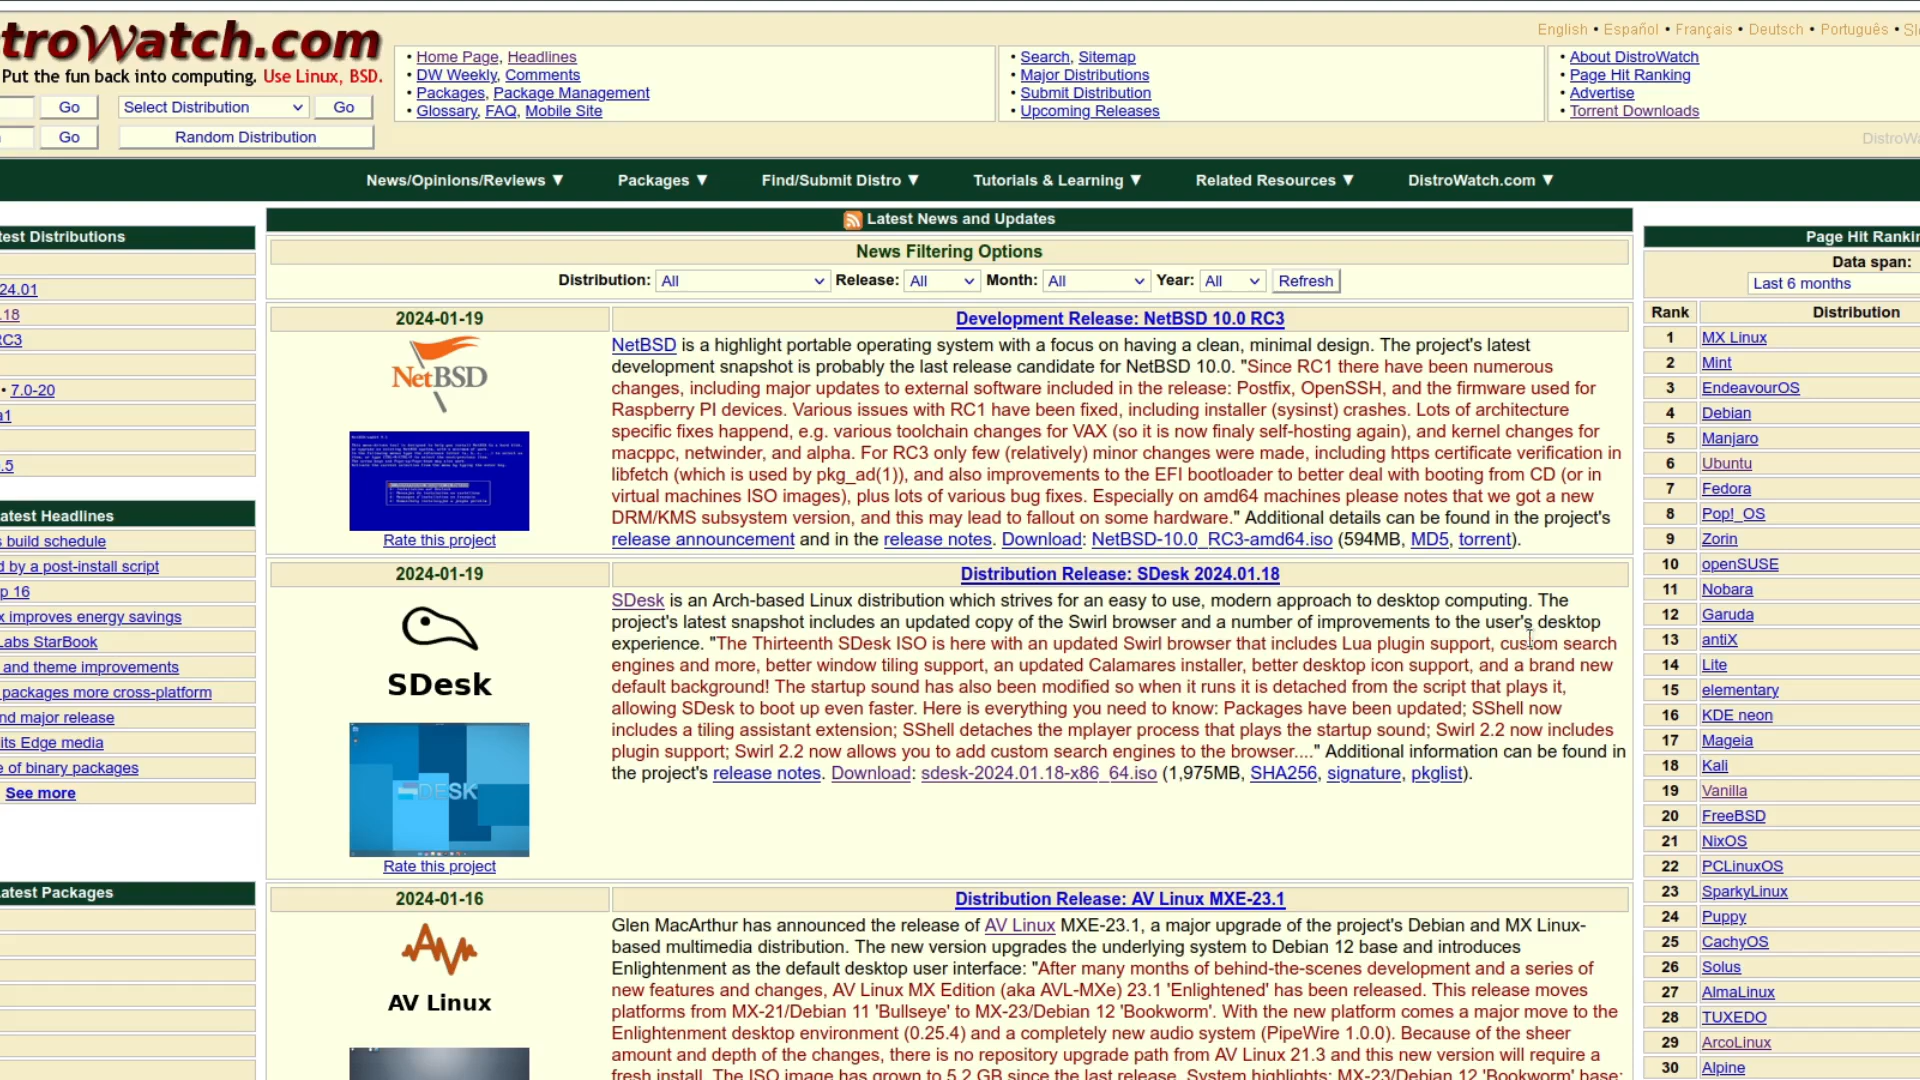 troWatch.com
Put the fun back into computing. Use Linux, BSD.
Go
Select Distribution
Go
Go
Random Distribution
• Home Page, Headlines
• DW Weekly, Comments
• Packages, Package Management
• Glossary, FAQ, Mobile Site
• Search, Sitemap
• Major Distributions
• Submit Distribution
• Upcoming Releases
English • Español • Français • Deutsch • Português •
• About DistroWatch
• Page Hit Ranking
• Advertise
• Torrent Downloads
DistroWa
News/Opinions/Reviews ▼ Packages ▼ Find/Submit Distro ▼ Tutorials & Learning ▼ Related Resources ▼ DistroWatch.com ▼
test Distributions
24.01
.18
RC3
• 7.0-20
a1
.5
atest Headlines
s build schedule
d by a post-install script
p 16
x improves energy savings
Labs StarBook
and theme improvements
packages more cross-platform
nd major release
its Edge media
e of binary packages
See more
atest Packages
Latest News and Updates
News Filtering Options
Distribution: All Release: All Month: All Year: All Refresh
2024-01-19
NetBSD
Rate this project
Development Release: NetBSD 10.0 RC3
NetBSD is a highlight portable operating system with a focus on having a clean, minimal design. The project's latest
development snapshot is probably the last release candidate for NetBSD 10.0. "Since RC1 there have been numerous
changes, including major updates to external software included in the release: Postfix, OpenSSH, and the firmware used for
Raspberry PI devices. Various issues with RC1 have been fixed, including installer (sysinst) crashes. Lots of architecture
specific fixes happend, e.g. various toolchain changes for VAX (so it is now finaly self-hosting again), and kernel changes for
macppc, netwinder, and alpha. For RC3 only few (relatively) minor changes were made, including https certificate verification in
libfetch (which is used by pkg_ad(1)), and also improvements to the EFI bootloader to better deal with booting from CD (or in
virtual machines ISO images), plus lots of various bug fixes. Especially on amd64 machines please notes that we got a new
DRM/KMS subsystem version, and this may lead to fallout on some hardware." Additional details can be found in the project's
release announcement and in the release notes. Download: NetBSD-10.0_RC3-amd64.iso (594MB, MD5, torrent).
2024-01-19
SDesk
SDESK
Rate this project
Distribution Release: SDesk 2024.01.18
SDesk is an Arch-based Linux distribution which strives for an easy to use, modern approach to desktop computing. The
project's latest snapshot includes an updated copy of the Swirl browser and a number of improvements to the user's desktop
experience. "The Thirteenth SDesk ISO is here with an updated Swirl browser that includes Lua plugin support, custom search
engines and more, better window tiling support, an updated Calamares installer, better desktop icon support, and a brand new
default background! The startup sound has also been modified so when it runs it is detached from the script that plays it,
allowing SDesk to boot up even faster. Here is everything you need to know: Packages have been updated; SShell now
includes a tiling assistant extension; SShell detaches the mplayer process that plays the startup sound; Swirl 2.2 now includes
plugin support; Swirl 2.2 now allows you to add custom search engines to the browser...." Additional information can be found in
the project's release notes. Download: sdesk-2024.01.18-x86_64.iso (1,975MB, SHA256, signature, pkglist).
2024-01-16
AV Linux
Distribution Release: AV Linux MXE-23.1
Glen MacArthur has announced the release of AV Linux MXE-23.1, a major upgrade of the project's Debian and MX Linux-
based multimedia distribution. The new version upgrades the underlying system to Debian 12 base and introduces
Enlightenment as the default desktop user interface: "After many months of behind-the-scenes development and a series of
new features and changes, AV Linux MX Edition (aka AVL-MXe) 23.1 'Enlightened' has been released. This release moves
platforms from MX-21/Debian 11 'Bullseye' to MX-23/Debian 12 'Bookworm'. With the new platform comes a major move to the
Enlightenment desktop environment (0.25.4) and a completely new audio system (PipeWire 1.0.0). Because of the sheer
amount and depth of the changes, there is no repository upgrade path from AV Linux 21.3 and this new version will require a
fresh install. The ISO image has grown to 5.2 GB since the last release. System highlights: MX-23/Debian 12 'Bookworm' base;
Page Hit Rankin
Data span:
Last 6 months
Rank Distribution
1 MX Linux
2 Mint
3 EndeavourOS
4 Debian
5 Manjaro
6 Ubuntu
7 Fedora
8 Pop!_OS
9 Zorin
10 openSUSE
11 Nobara
12 Garuda
13 antiX
14 Lite
15 elementary
16 KDE neon
17 Mageia
18 Kali
19 Vanilla
20 FreeBSD
21 NixOS
22 PCLinuxOS
23 SparkyLinux
24 Puppy
25 CachyOS
26 Solus
27 AlmaLinux
28 TUXEDO
29 ArcoLinux
30 Alpine